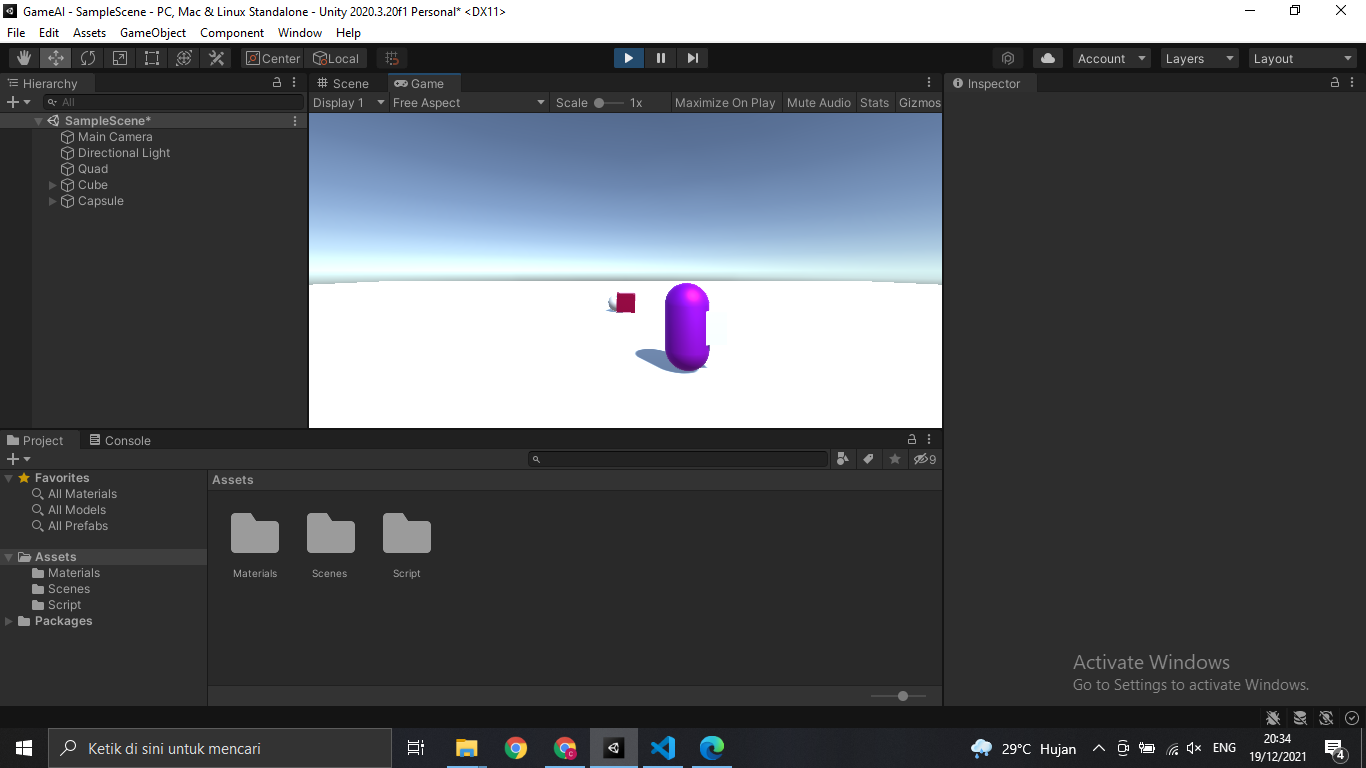 GameAI - SampleScene - PC, Mac & Linux Standalone - Unity 2020.3.20f1 Personal* <DX11>
File Edit Assets GameObject Component Window Help
Center Local Account Layers Layout
Hierarchy
All
SampleScene*
Main Camera
Directional Light
Quad
Cube
Capsule
Scene Game
Display 1 Free Aspect Scale 1x Maximize On Play Mute Audio Stats Gizmos
Inspector
Project Console
9
Favorites
All Materials
All Models
All Prefabs
Assets
Materials
Scenes
Script
Packages
Assets
Materials Scenes Script
Activate Windows
Go to Settings to activate Windows.
Ketik di sini untuk mencari
29°C Hujan
ENG
20:34
19/12/2021
4